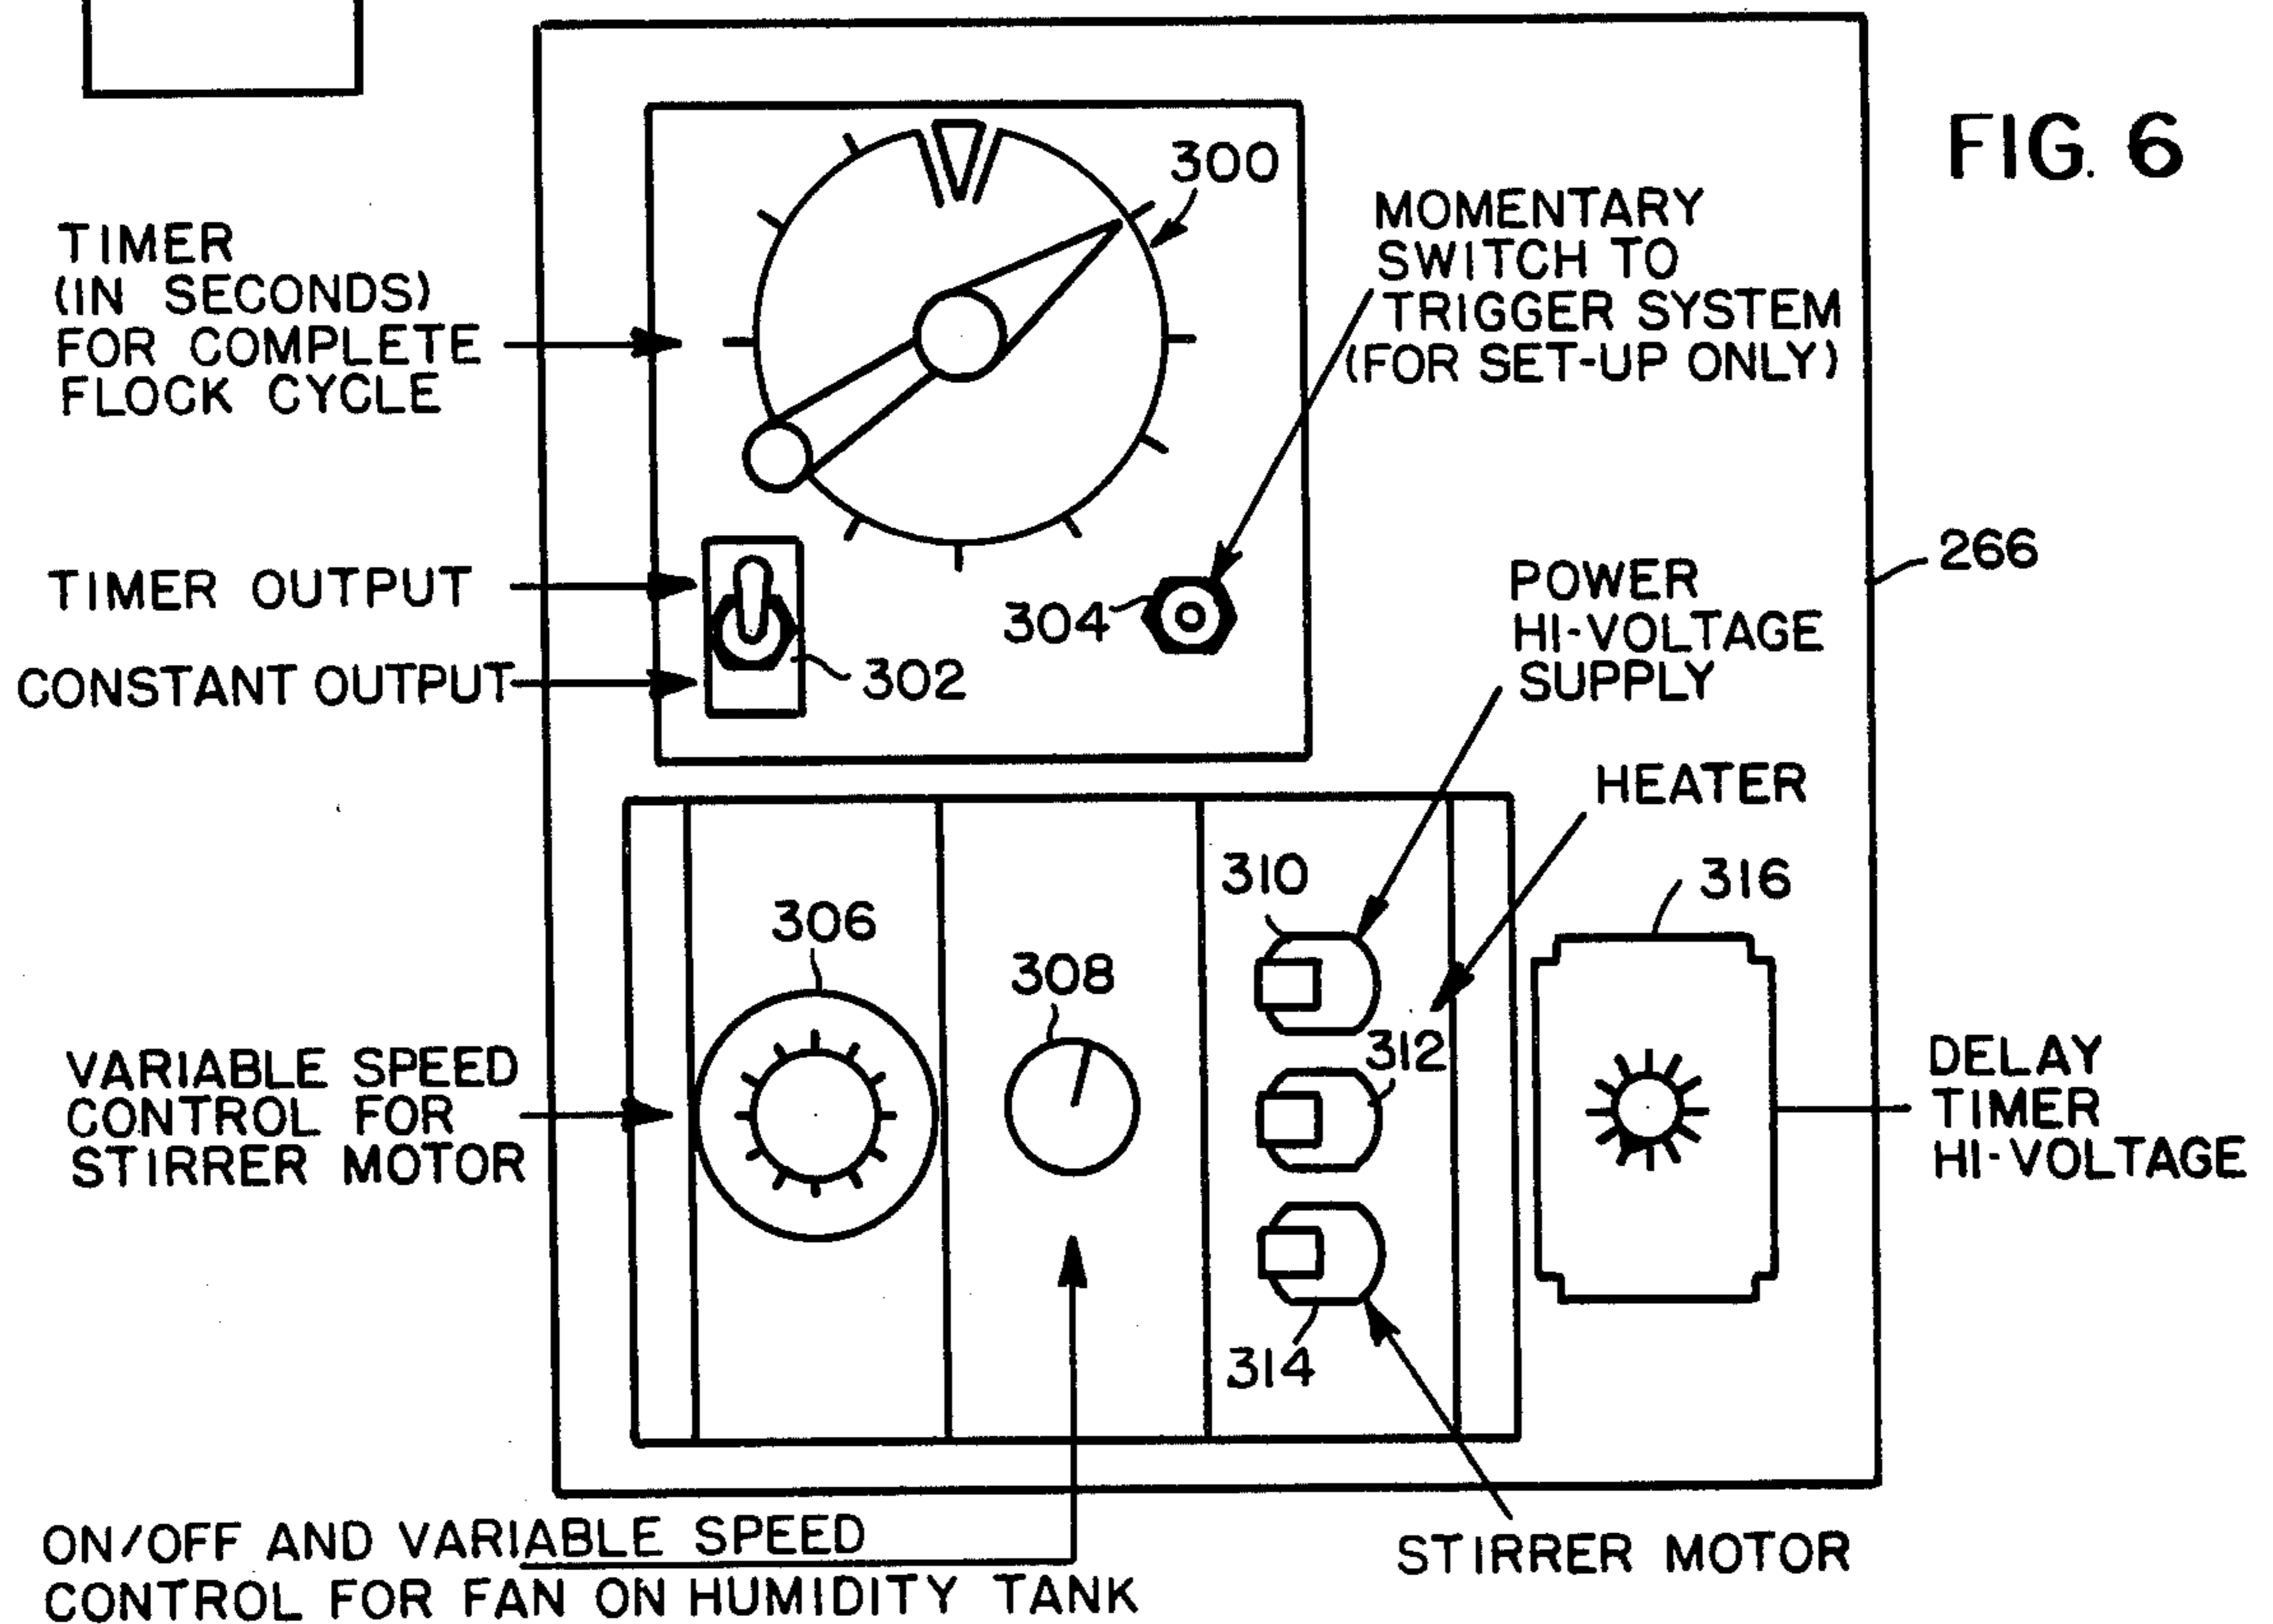 FIG. 6
300
TIMER
(IN SECONDS)
FOR COMPLETE
FLOCK CYCLE
MOMENTARY
SWITCH TO
TRIGGER SYSTEM
(FOR SET-UP ONLY)
266
TIMER OUTPUT
CONSTANT OUTPUT
302
304
POWER
HI-VOLTAGE
SUPPLY
HEATER
310
316
306
308
312
VARIABLE SPEED
CONTROL FOR
STIRRER MOTOR
DELAY
TIMER
HI-VOLTAGE
314
ON/OFF AND VARIABLE SPEED
CONTROL FOR FAN ON HUMIDITY TANK
STIRRER MOTOR